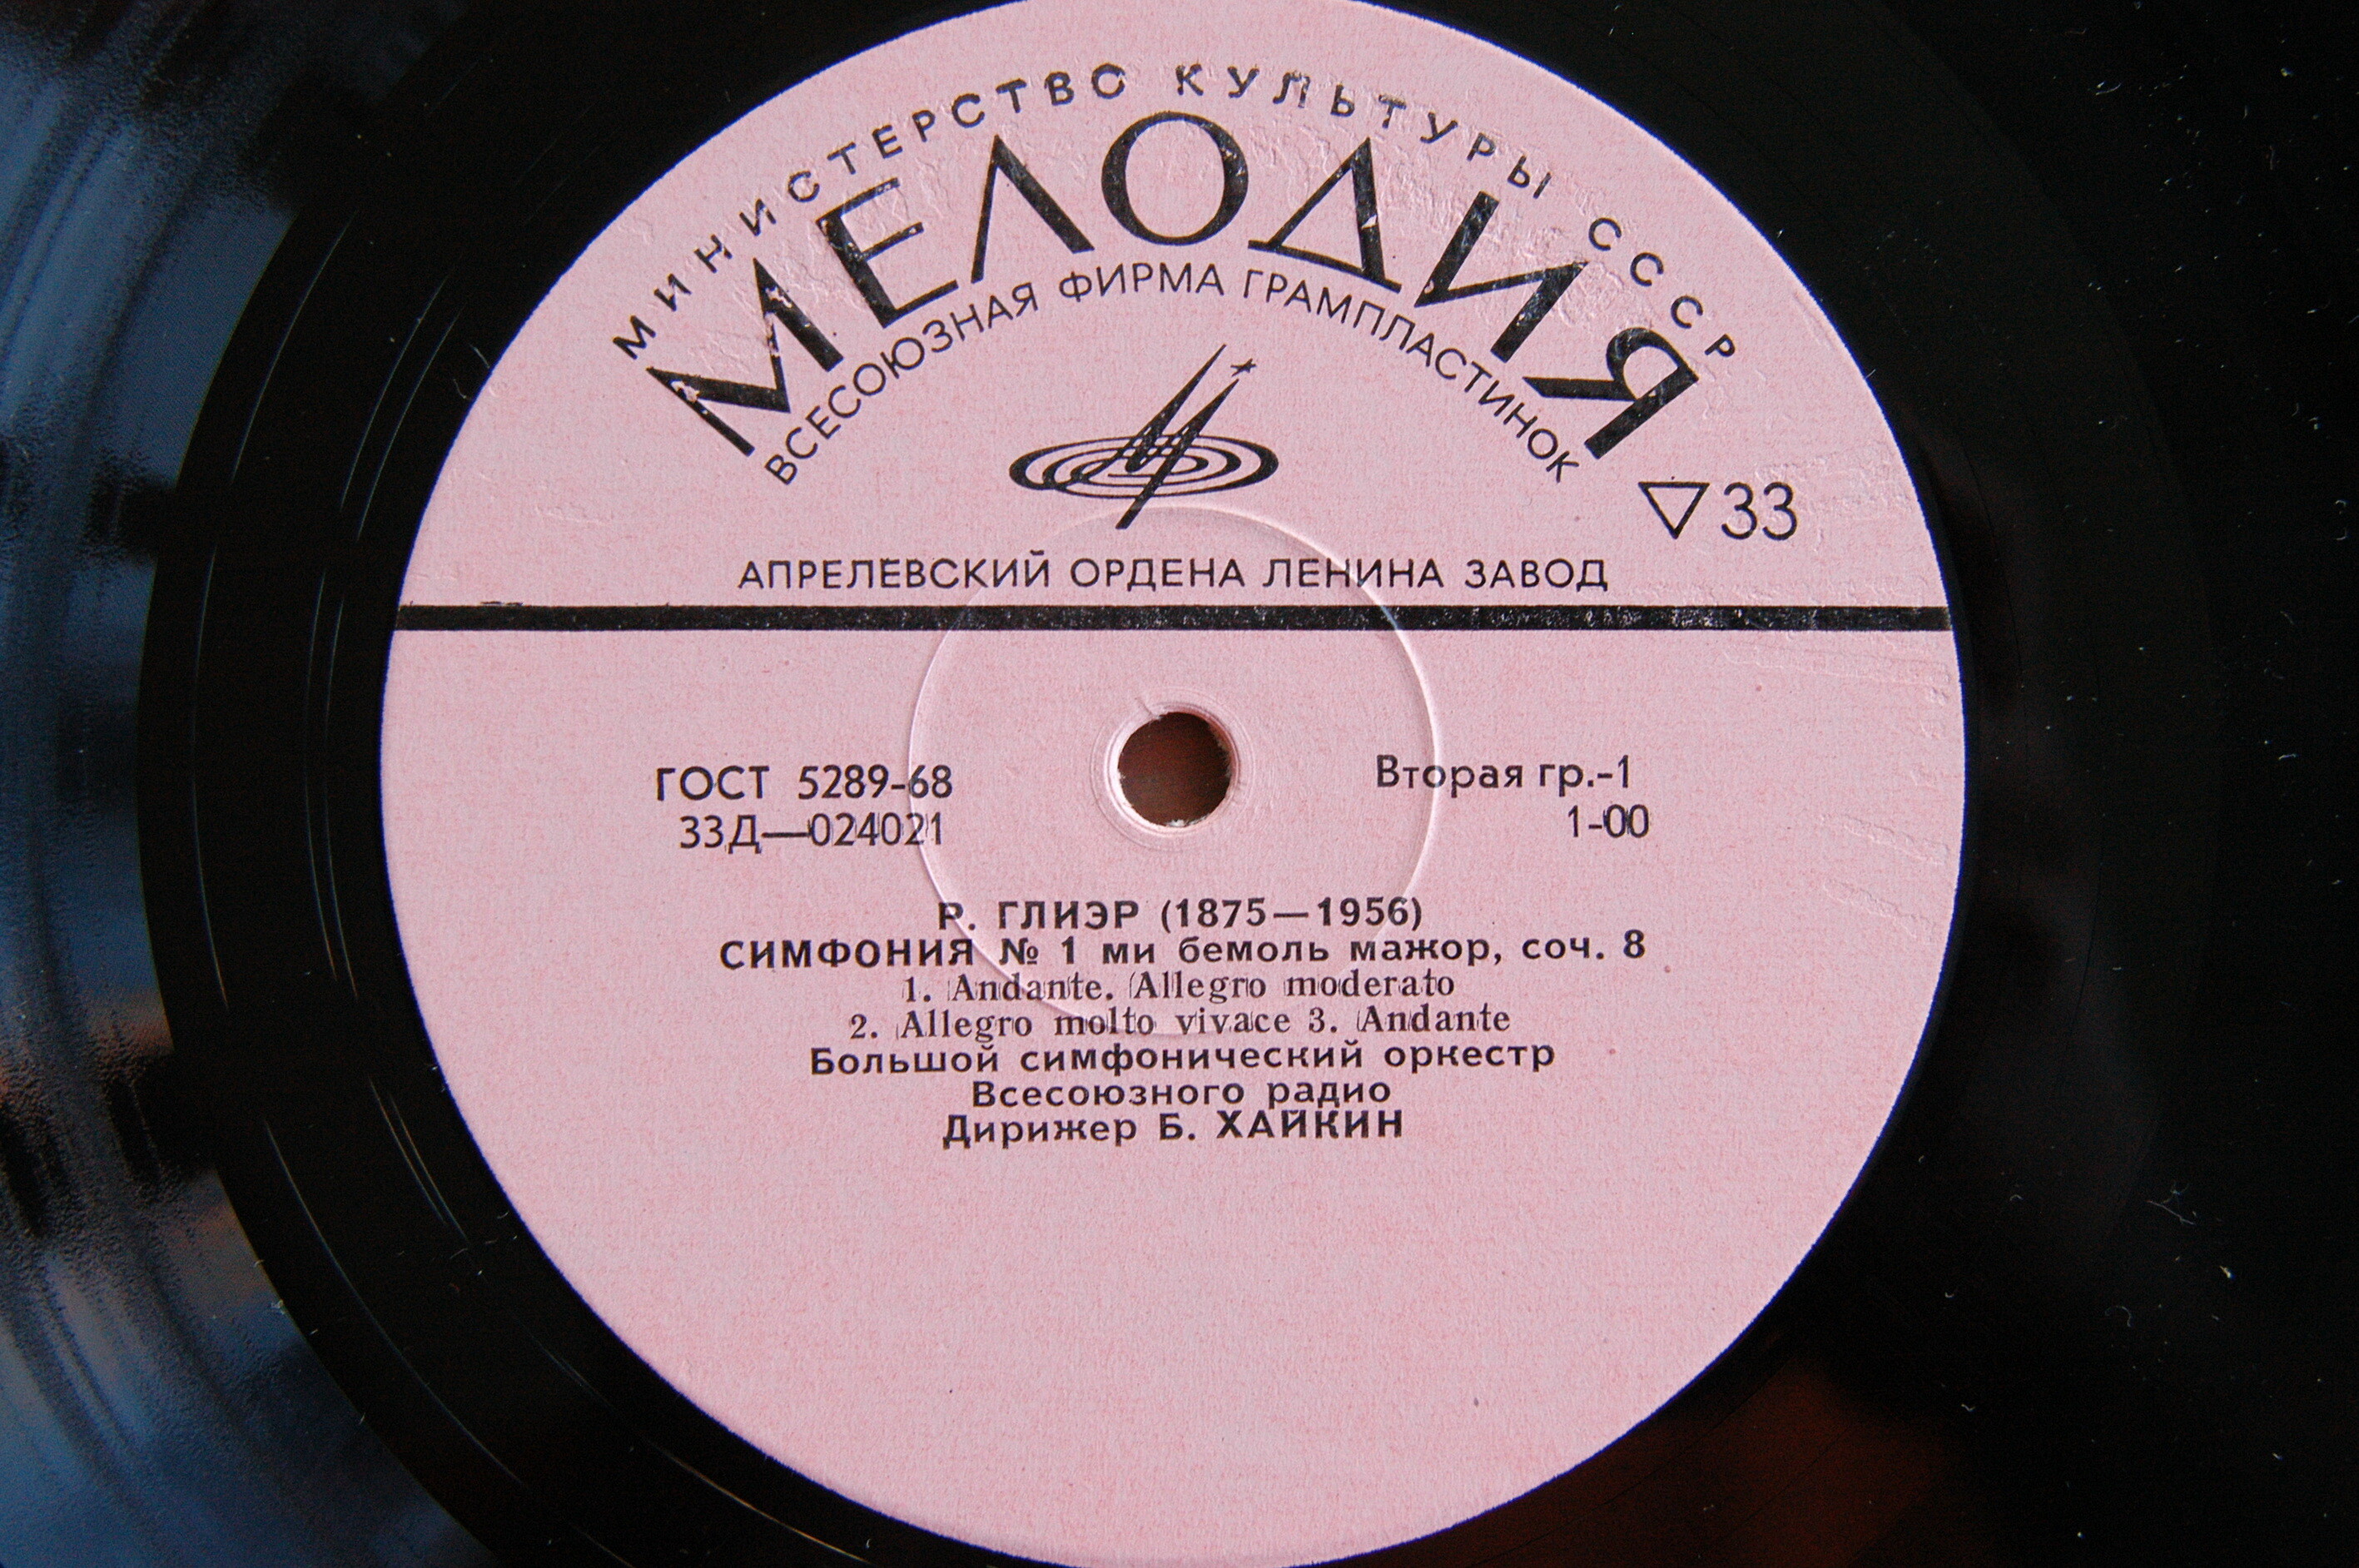 МИНИСТЕРСТВО КУЛЬТУРЫ СССР
МЕЛОДИЯ
ВСЕСОЮЗНАЯ ФИРМА ГРАМПЛАСТИНОК
▽33
АПРЕЛЕВСКИЙ ОРДЕНА ЛЕНИНА ЗАВОД
ГОСТ 5289-68
33Д—024021
Вторая гр.-1
1-00
Р. ГЛИЭР (1875—1956)
СИМФОНИЯ № 1 ми бемоль мажор, соч. 8
1. Andante. Allegro moderato
2. Allegro molto vivace 3. Andante
Большой симфонический оркестр
Всесоюзного радио
Дирижер Б. ХАЙКИН